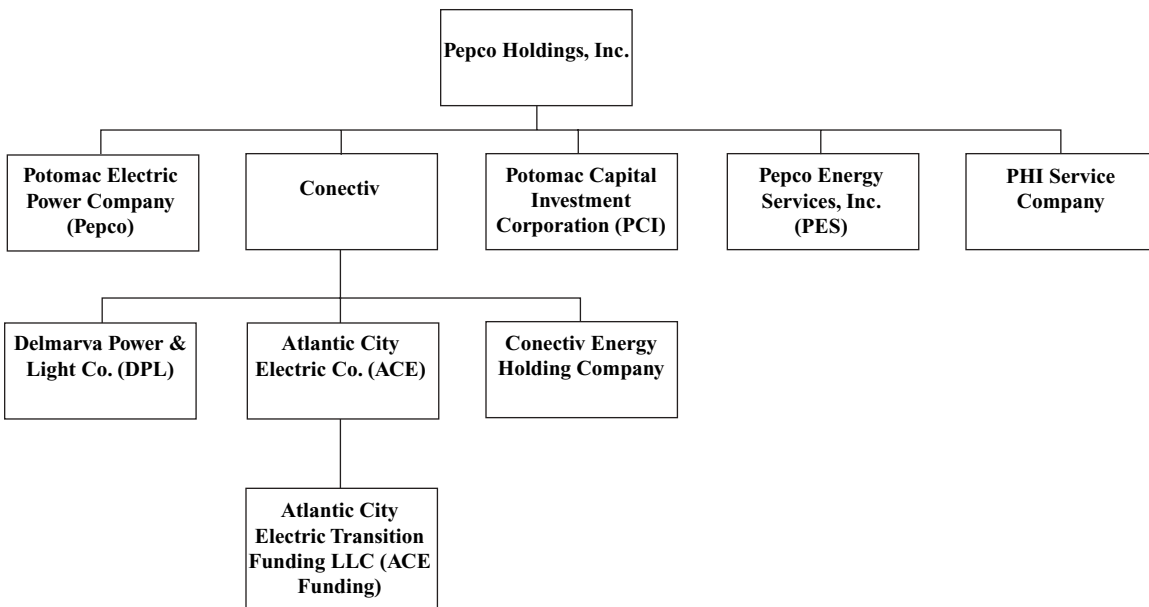 Pepco Holdings, Inc.
Potomac Electric
Power Company
(Pepco)
Conectiv
Potomac Capital
Investment
Corporation (PCI)
Pepco Energy
Services, Inc.
(PES)
PHI Service
Company
Delmarva Power &
Light Co. (DPL)
Atlantic City
Electric Co. (ACE)
Conectiv Energy
Holding Company
Atlantic City
Electric Transition
Funding LLC (ACE
Funding)